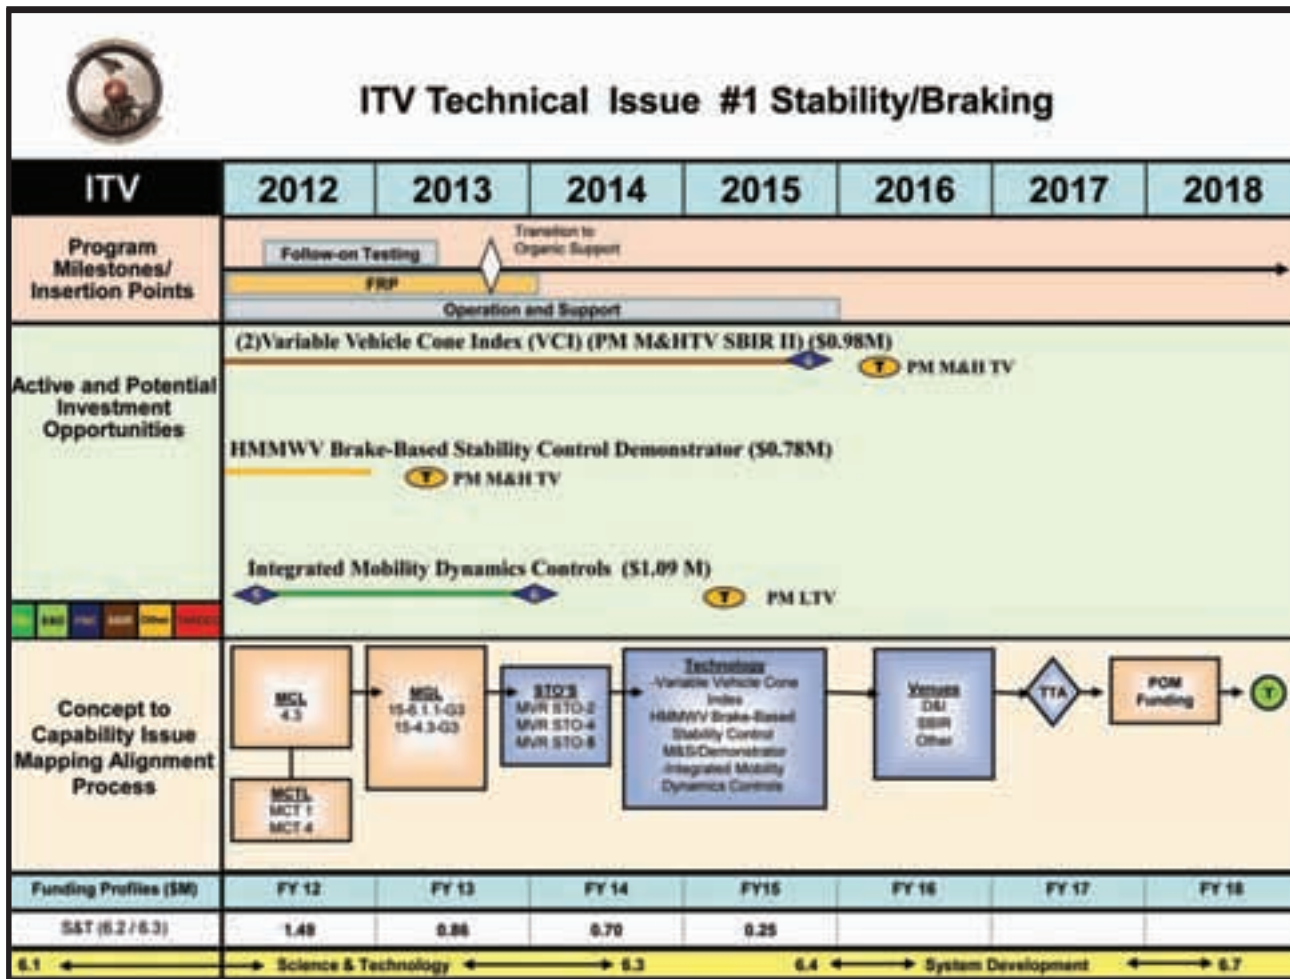 ITV Technical Issue #1 Stability/Braking
ITV
2012
2013
2014
2015
2016
2017
2018
Program
Milestones/
Insertion Points
Transition to
Organic Support
Follow-on Testing
FRP
Operation and Support
Active and Potential
Investment
Opportunities
(2)Variable Vehicle Cone Index (VCI) (PM M&HTV SBIR II) ($0.98M)
T
PM M&H TV
HMMWV Brake-Based Stability Control Demonstrator ($0.78M)
T
PM M&H TV
Integrated Mobility Dynamics Controls ($1.09 M)
T
PM LTV
Other
Concept to
Capability Issue
Mapping Alignment
Process
MCL
4.3
MCTL
MCT 1
MCT 4
MGL
15-6.1.1-G3
15-4.3-G3
STO'S
MVR STO-2
MVR STO-4
Technology
-Variable Vehicle Cone
Index
HMMWV Brake-Based
Stability Control
M&S/Demonstrator
-Integrated Mobility
Dynamics Controls
Venues
D&I
SBIR
Other
TTA
POM
Funding
T
Funding Profiles ($M)
FY 12
FY 13
FY 14
FY15
FY 16
FY 17
FY 18
S&T (6.2 / 6.3)
1.49
0.86
0.70
0.25
6.1
Science & Technology
6.3
6.4
System Development
6.7